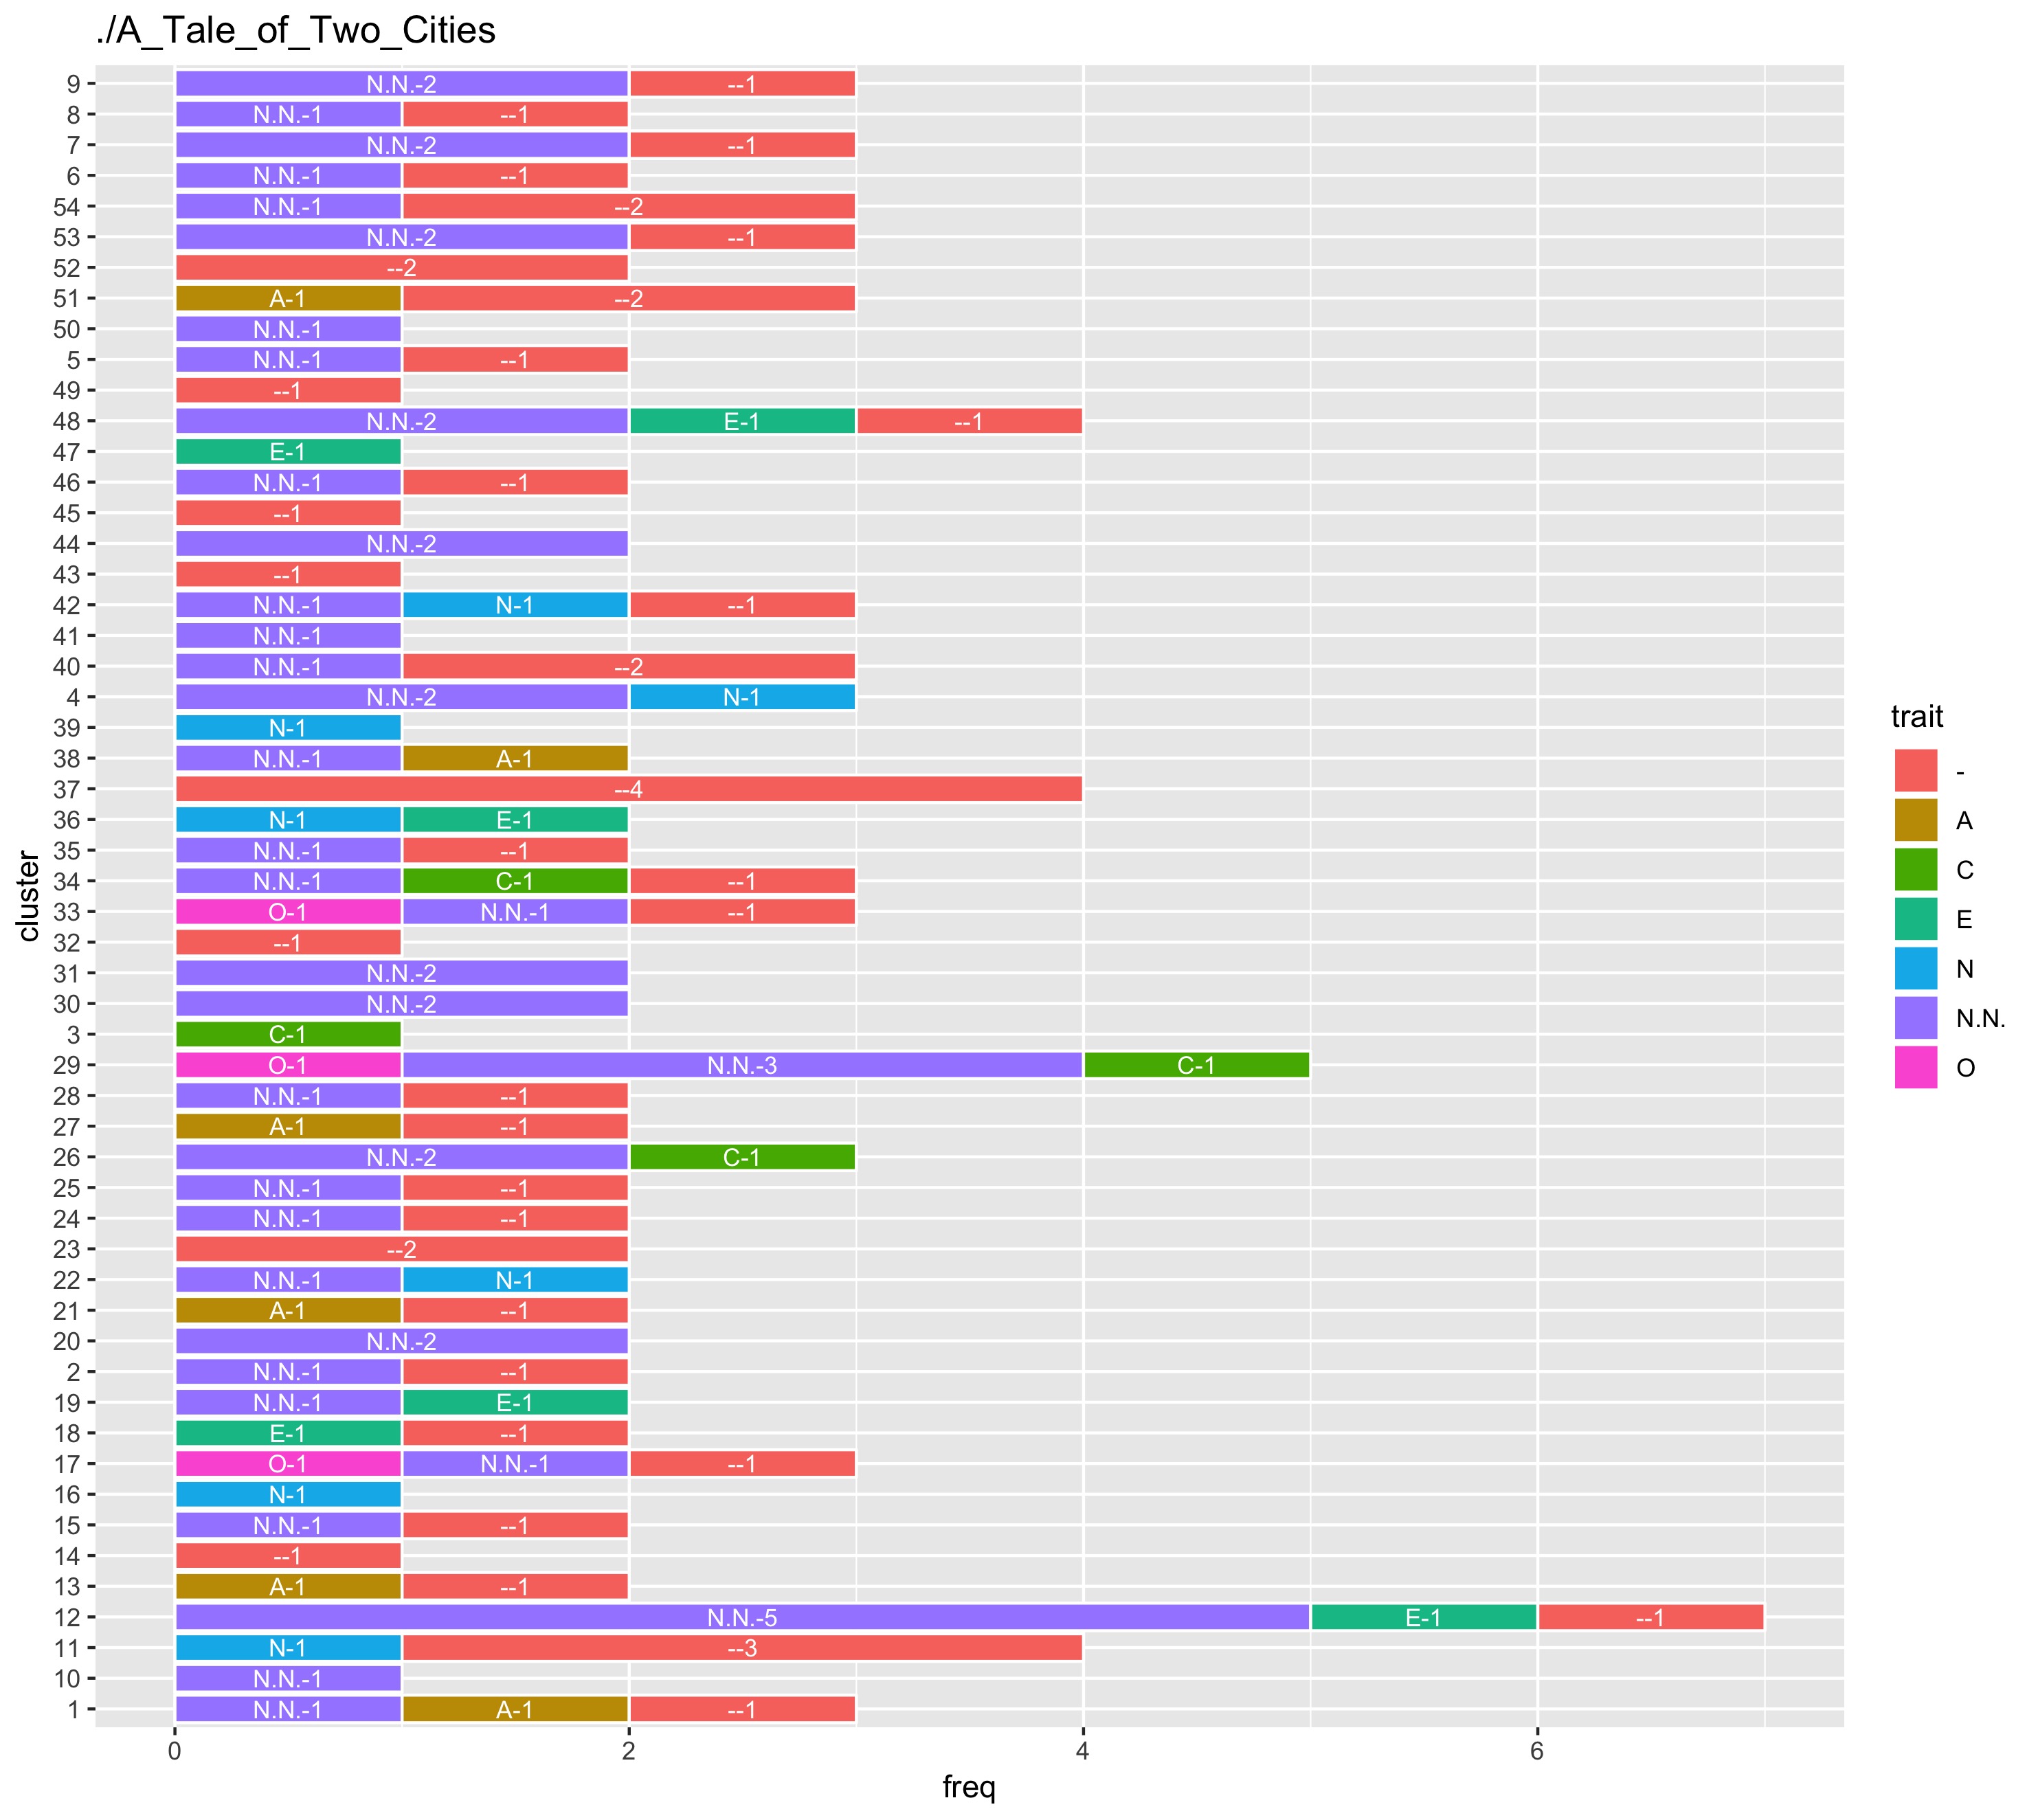 ./A_Tale_of_Two_Cities
9 N.N.-2 --1
8 N.N.-1 --1
7 N.N.-2 --1
6 N.N.-1 --1
54 N.N.-1 --2
53 N.N.-2 --1
52 --2
51 A-1 --2
50 N.N.-1
5 N.N.-1 --1
49 --1
48 N.N.-2 E-1 --1
47 E-1
46 N.N.-1 --1
45 --1
44 N.N.-2
43 --1
42 N.N.-1 N-1 --1
41 N.N.-1
40 N.N.-1 --2
4 N.N.-2 N-1
39 N-1
38 N.N.-1 A-1
37 --4
36 N-1 E-1
35 N.N.-1 --1
34 N.N.-1 C-1 --1
33 O-1 N.N.-1 --1
32 --1
31 N.N.-2
30 N.N.-2
3 C-1
29 O-1 N.N.-3 C-1
28 N.N.-1 --1
27 A-1 --1
26 N.N.-2 C-1
25 N.N.-1 --1
24 N.N.-1 --1
23 --2
22 N.N.-1 N-1
21 A-1 --1
20 N.N.-2
2 N.N.-1 --1
19 N.N.-1 E-1
18 E-1 --1
17 O-1 N.N.-1 --1
16 N-1
15 N.N.-1 --1
14 --1
13 A-1 --1
12 N.N.-5 E-1 --1
11 N-1 --3
10 N.N.-1
1 N.N.-1 A-1 --1
0 2 4 6
freq
cluster
trait
-
A
C
E
N
N.N.
O